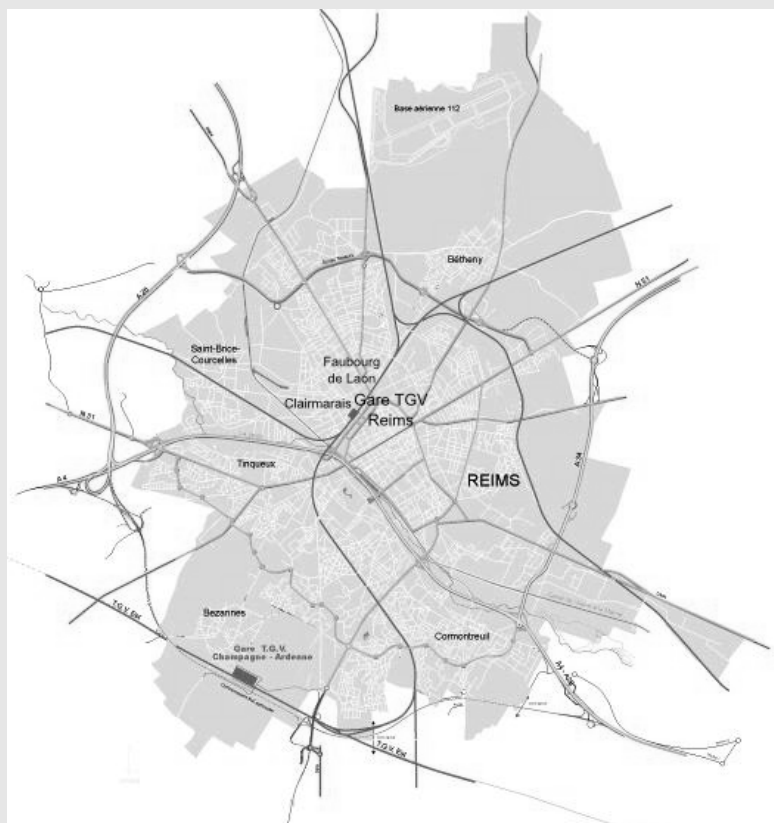 Base aérienne 112
Bétheny
A 26
N 51
Saint-Brice-
Courcelles
Faubourg
de Laon
Clairmarais
Gare TGV
Reims
N 31
A 4
Tinqueux
REIMS
A 34
T.G.V. Est
Bezannes
Cormontreuil
Gare T.G.V.
Champagne - Ardenne
T.G.V. Est